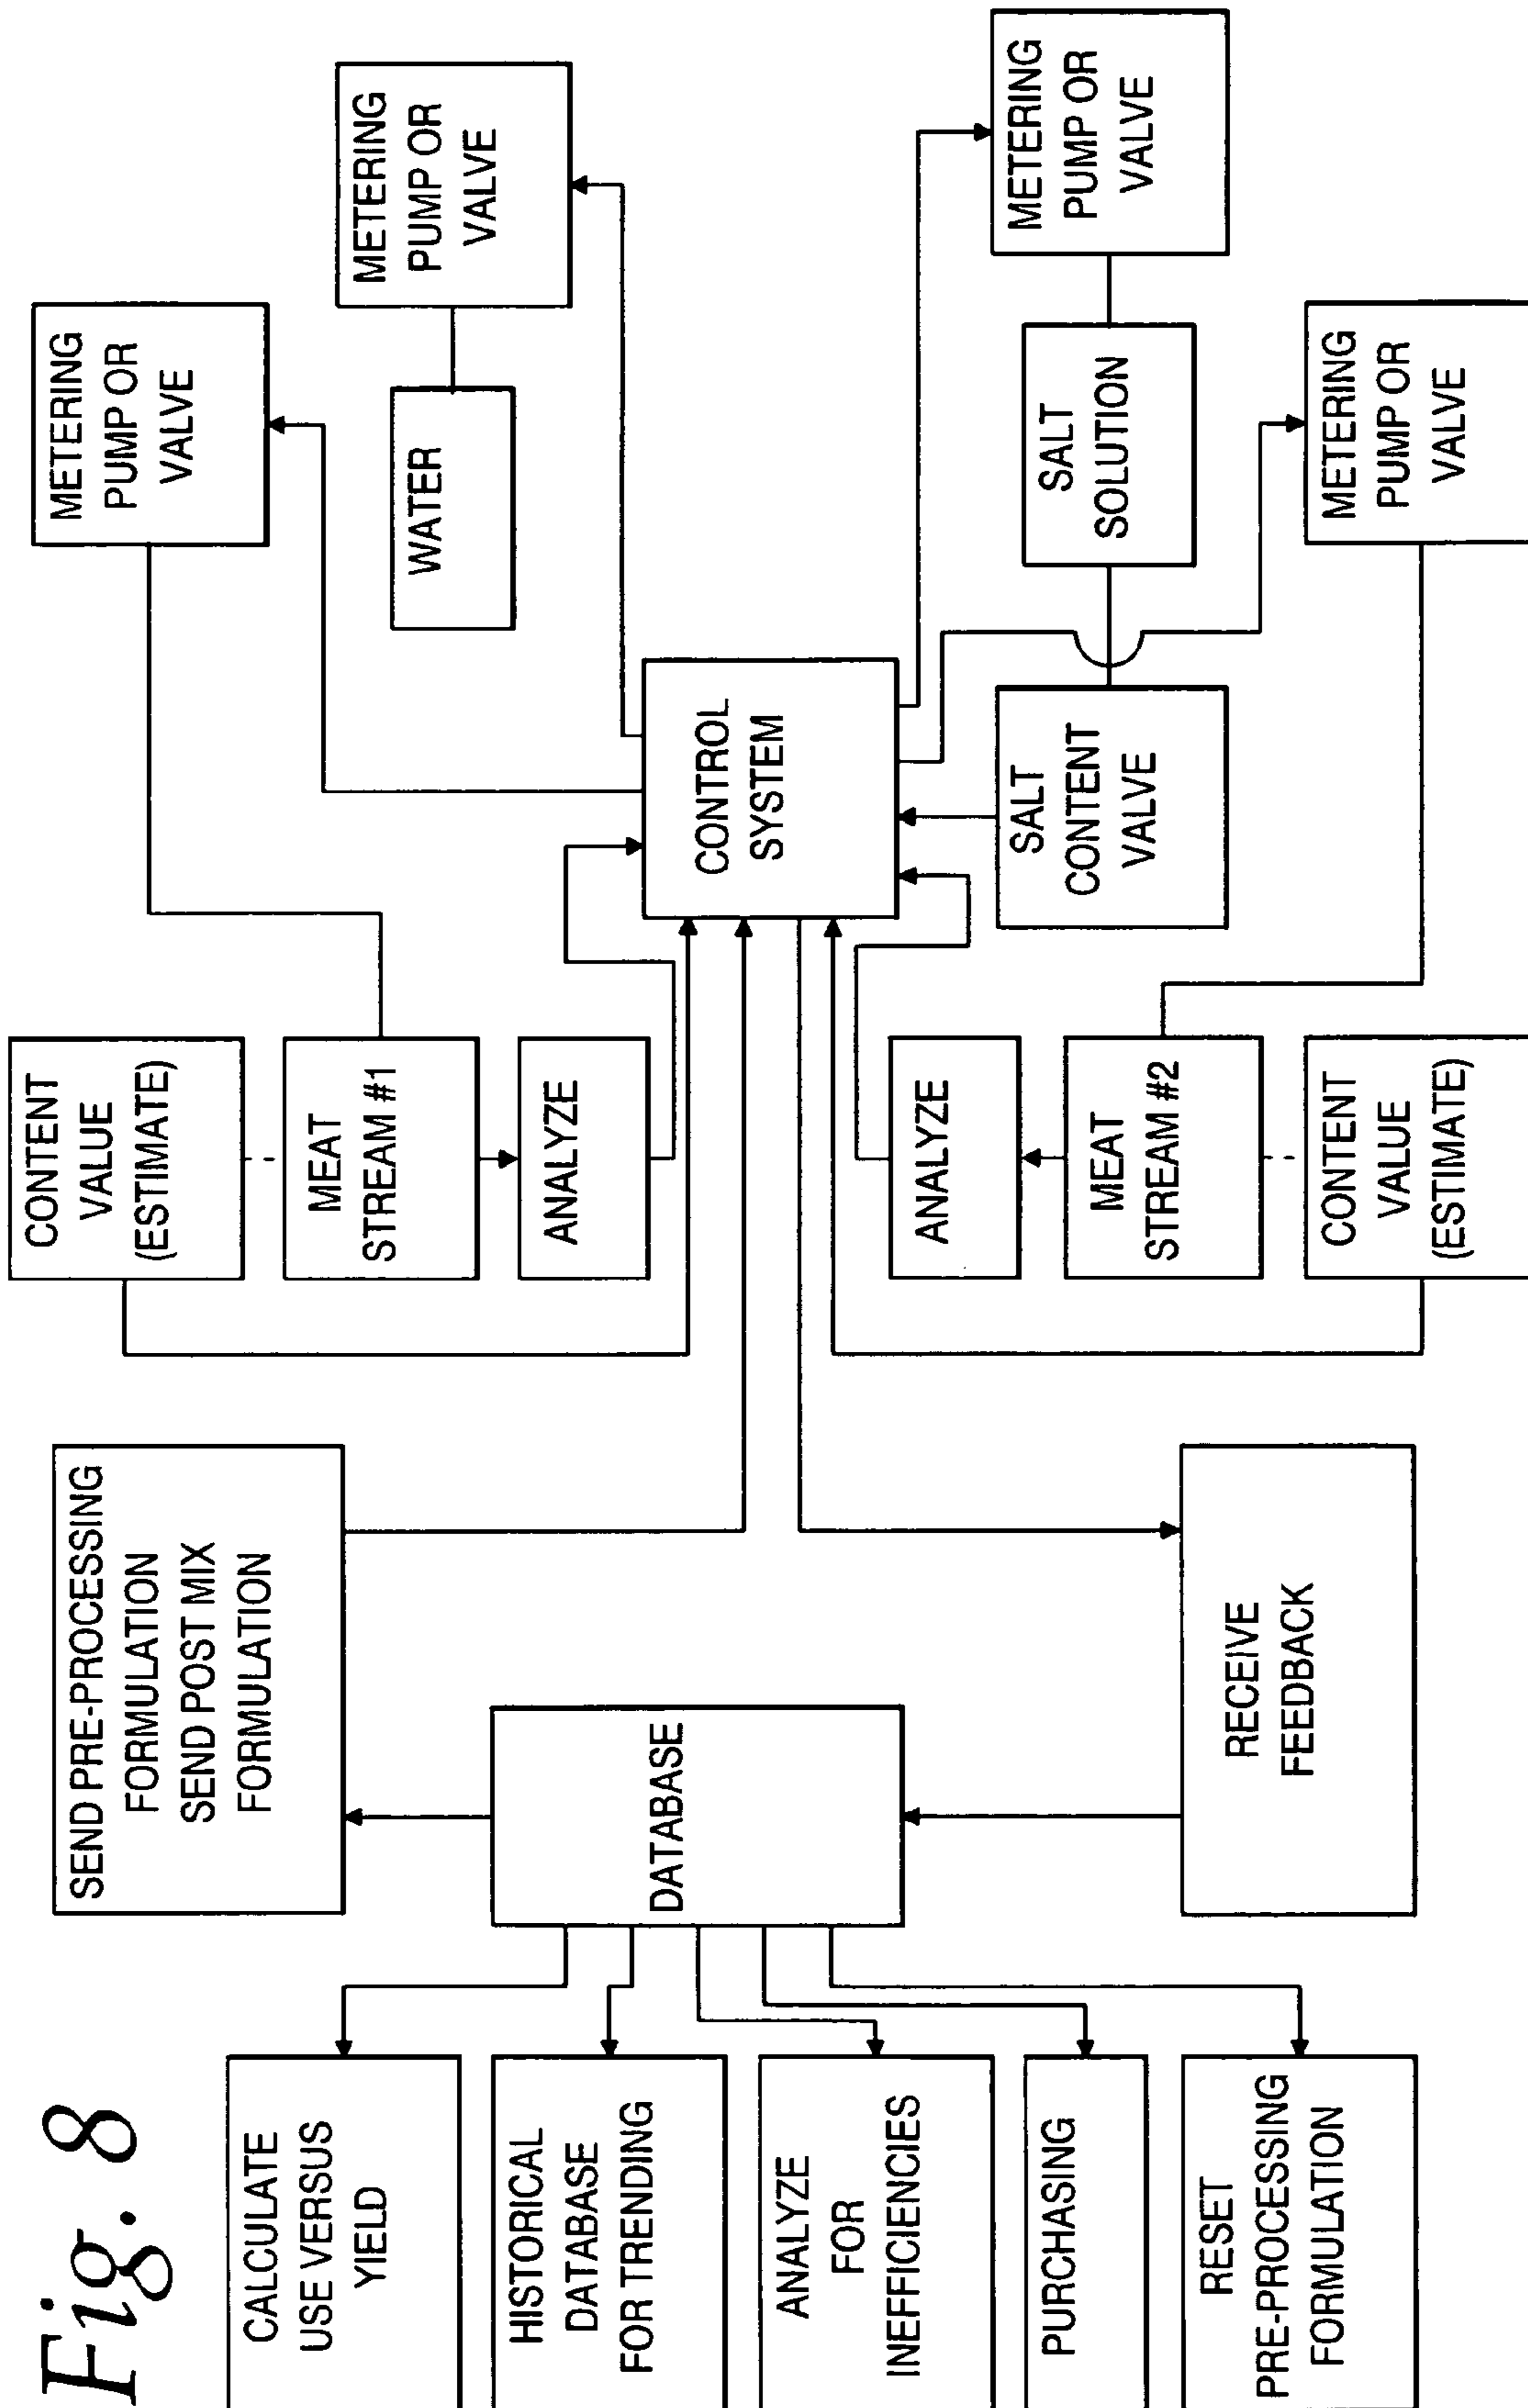 Fig. 8
CALCULATE
USE VERSUS
YIELD
HISTORICAL
DATABASE
FOR TRENDING
ANALYZE
FOR
INEFFICIENCIES
PURCHASING
RESET
PRE-PROCESSING
FORMULATION
SEND PRE-PROCESSING
FORMULATION
SEND POST MIX
FORMULATION
DATABASE
RECEIVE
FEEDBACK
CONTENT
VALUE
(ESTIMATE)
MEAT
STREAM #1
ANALYZE
ANALYZE
MEAT
STREAM #2
CONTENT
VALUE
(ESTIMATE)
CONTROL
SYSTEM
SALT
CONTENT
VALVE
METERING
PUMP OR
VALVE
WATER
METERING
PUMP OR
VALVE
SALT
SOLUTION
METERING
PUMP OR
VALVE
METERING
PUMP OR
VALVE